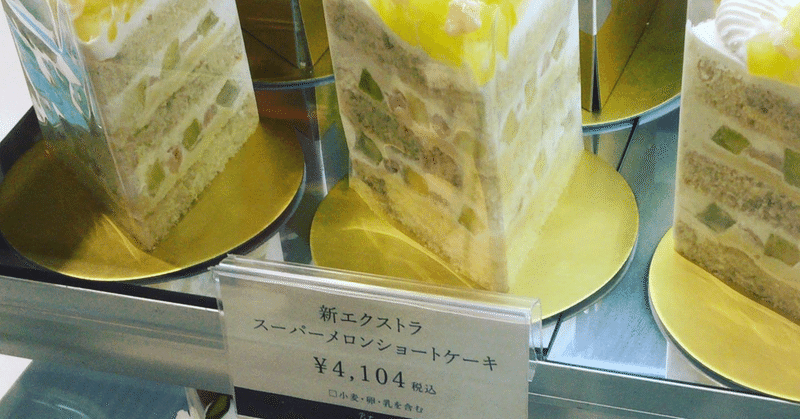 新エクストラ
スーパーメロンショートケーキ
¥4,104 税込
□小麦・卵・乳を含む